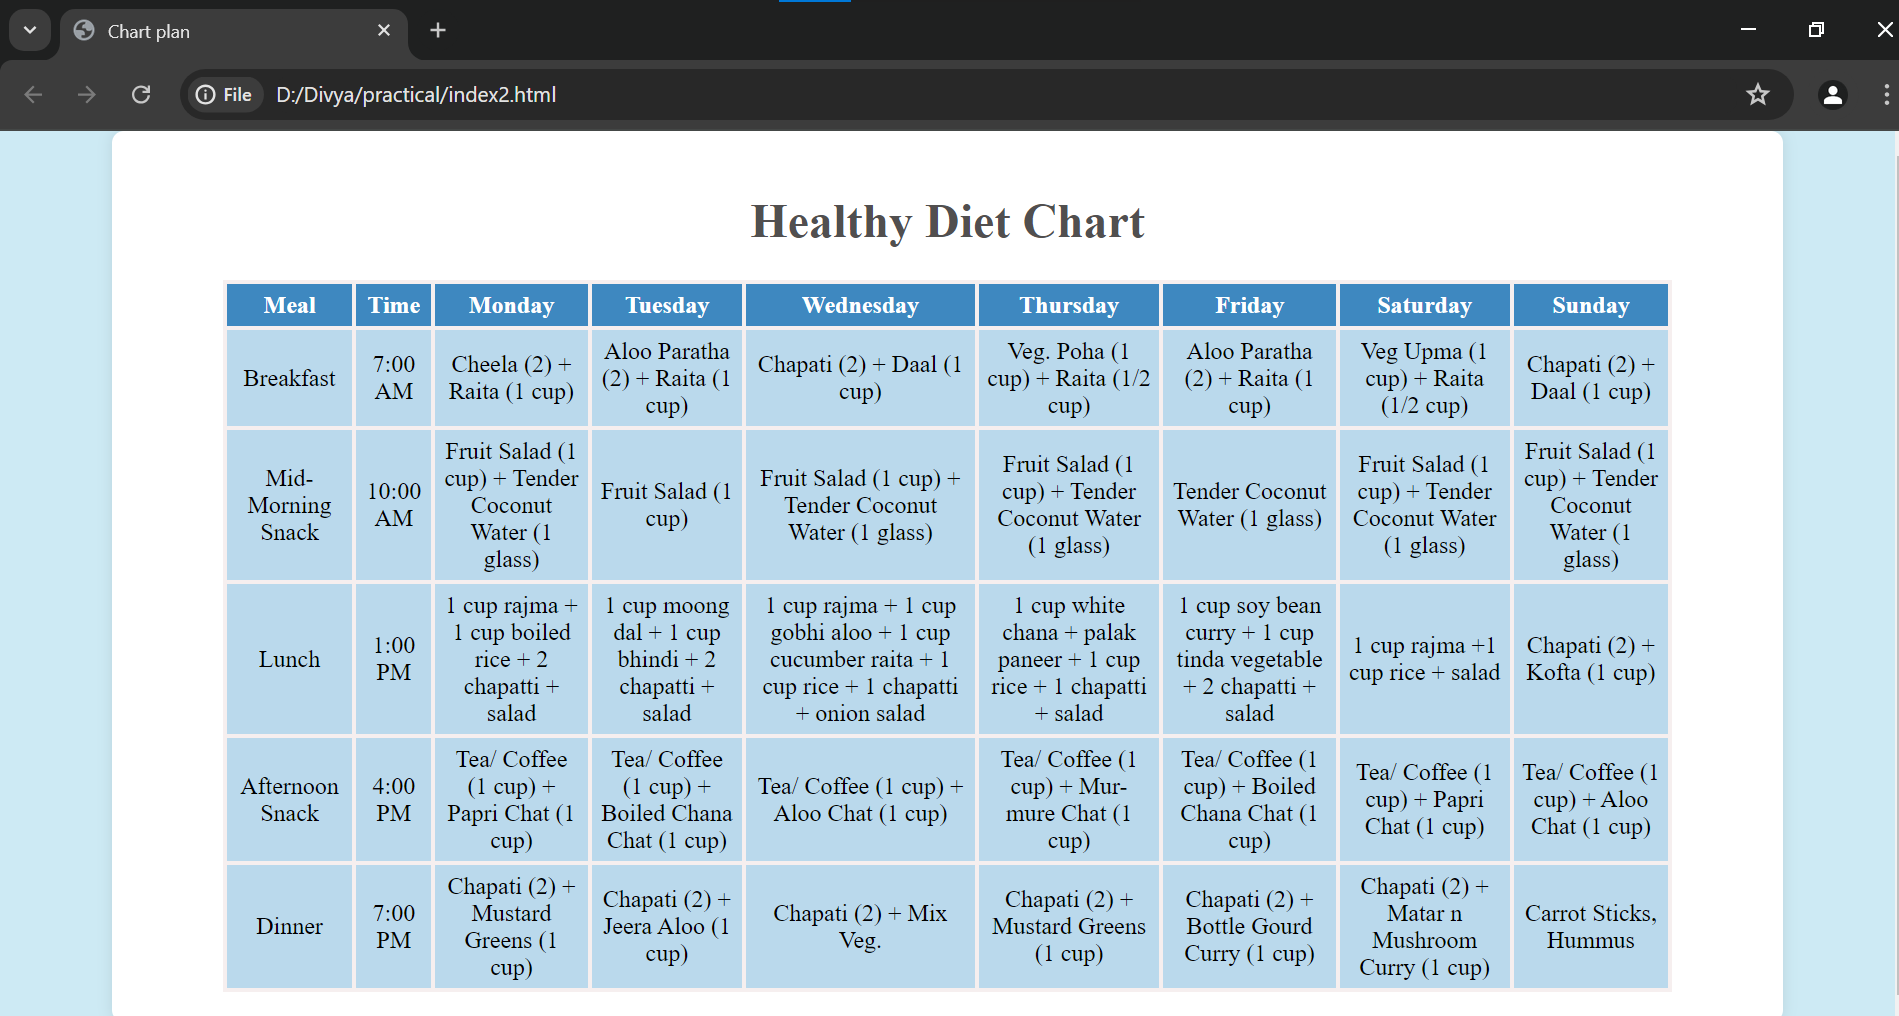 Chart plan
File D:/Divya/practical/index2.html
Healthy Diet Chart
Meal Time Monday Tuesday Wednesday Thursday Friday Saturday Sunday
Breakfast
7:00
AM
Cheela (2) +
Raita (1 cup)
Aloo Paratha
(2) + Raita (1
cup)
Chapati (2) + Daal (1
cup)
Veg. Poha (1
cup) + Raita (1/2
cup)
Aloo Paratha
(2) + Raita (1
cup)
Veg Upma (1
cup) + Raita
(1/2 cup)
Chapati (2) +
Daal (1 cup)
Mid-
Morning
Snack
10:00
AM
Fruit Salad (1
cup) + Tender
Coconut
Water (1
glass)
Fruit Salad (1
cup)
Fruit Salad (1 cup) +
Tender Coconut
Water (1 glass)
Fruit Salad (1
cup) + Tender
Coconut Water
(1 glass)
Tender Coconut
Water (1 glass)
Fruit Salad (1
cup) + Tender
Coconut Water
(1 glass)
Fruit Salad (1
cup) + Tender
Coconut
Water (1
glass)
Lunch
1:00
PM
1 cup rajma +
1 cup boiled
rice + 2
chapatti +
salad
1 cup moong
dal + 1 cup
bhindi + 2
chapatti +
salad
1 cup rajma + 1 cup
gobhi aloo + 1 cup
cucumber raita + 1
cup rice + 1 chapatti
+ onion salad
1 cup white
chana + palak
paneer + 1 cup
rice + 1 chapatti
+ salad
1 cup soy bean
curry + 1 cup
tinda vegetable
+ 2 chapatti +
salad
1 cup rajma +1
cup rice + salad
Chapati (2) +
Kofta (1 cup)
Afternoon
Snack
4:00
PM
Tea/ Coffee
(1 cup) +
Papri Chat (1
cup)
Tea/ Coffee
(1 cup) +
Boiled Chana
Chat (1 cup)
Tea/ Coffee (1 cup) +
Aloo Chat (1 cup)
Tea/ Coffee (1
cup) + Mur-
mure Chat (1
cup)
Tea/ Coffee (1
cup) + Boiled
Chana Chat (1
cup)
Tea/ Coffee (1
cup) + Papri
Chat (1 cup)
Tea/ Coffee (1
cup) + Aloo
Chat (1 cup)
Dinner
7:00
PM
Chapati (2) +
Mustard
Greens (1
cup)
Chapati (2) +
Jeera Aloo (1
cup)
Chapati (2) + Mix
Veg.
Chapati (2) +
Mustard Greens
(1 cup)
Chapati (2) +
Bottle Gourd
Curry (1 cup)
Chapati (2) +
Matar n
Mushroom
Curry (1 cup)
Carrot Sticks,
Hummus